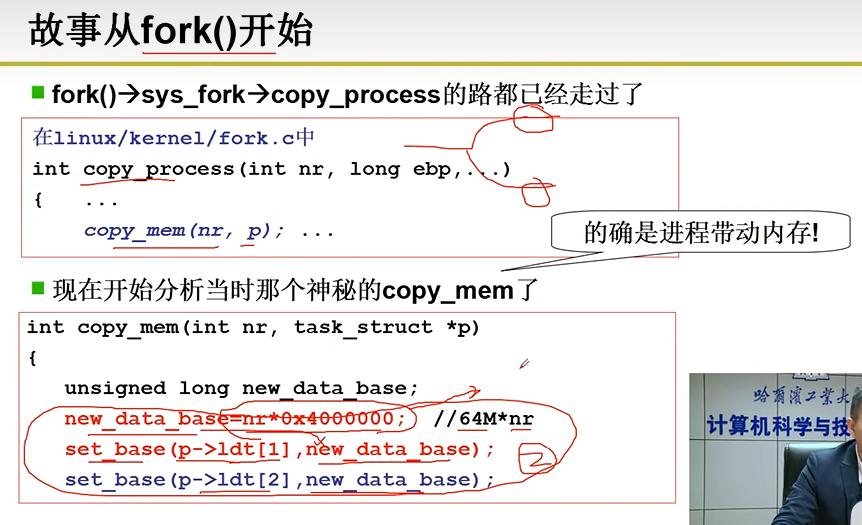 故事从fork()开始
fork()→sys_fork→copy_process的路都已经走过了
在linux/kernel/fork.c中
int copy_process(int nr, long ebp,...)
{ ...
copy_mem(nr, p); ...
的确是进程带动内存!
现在开始分析当时那个神秘的copy_mem了
int copy_mem(int nr, task_struct *p)
{
unsigned long new_data_base;
new_data_base=nr*0x4000000; //64M*nr
set_base(p->ldt[1],new_data_base);
set_base(p->ldt[2],new_data_base);
2
哈尔滨工业大
计算机科学与技